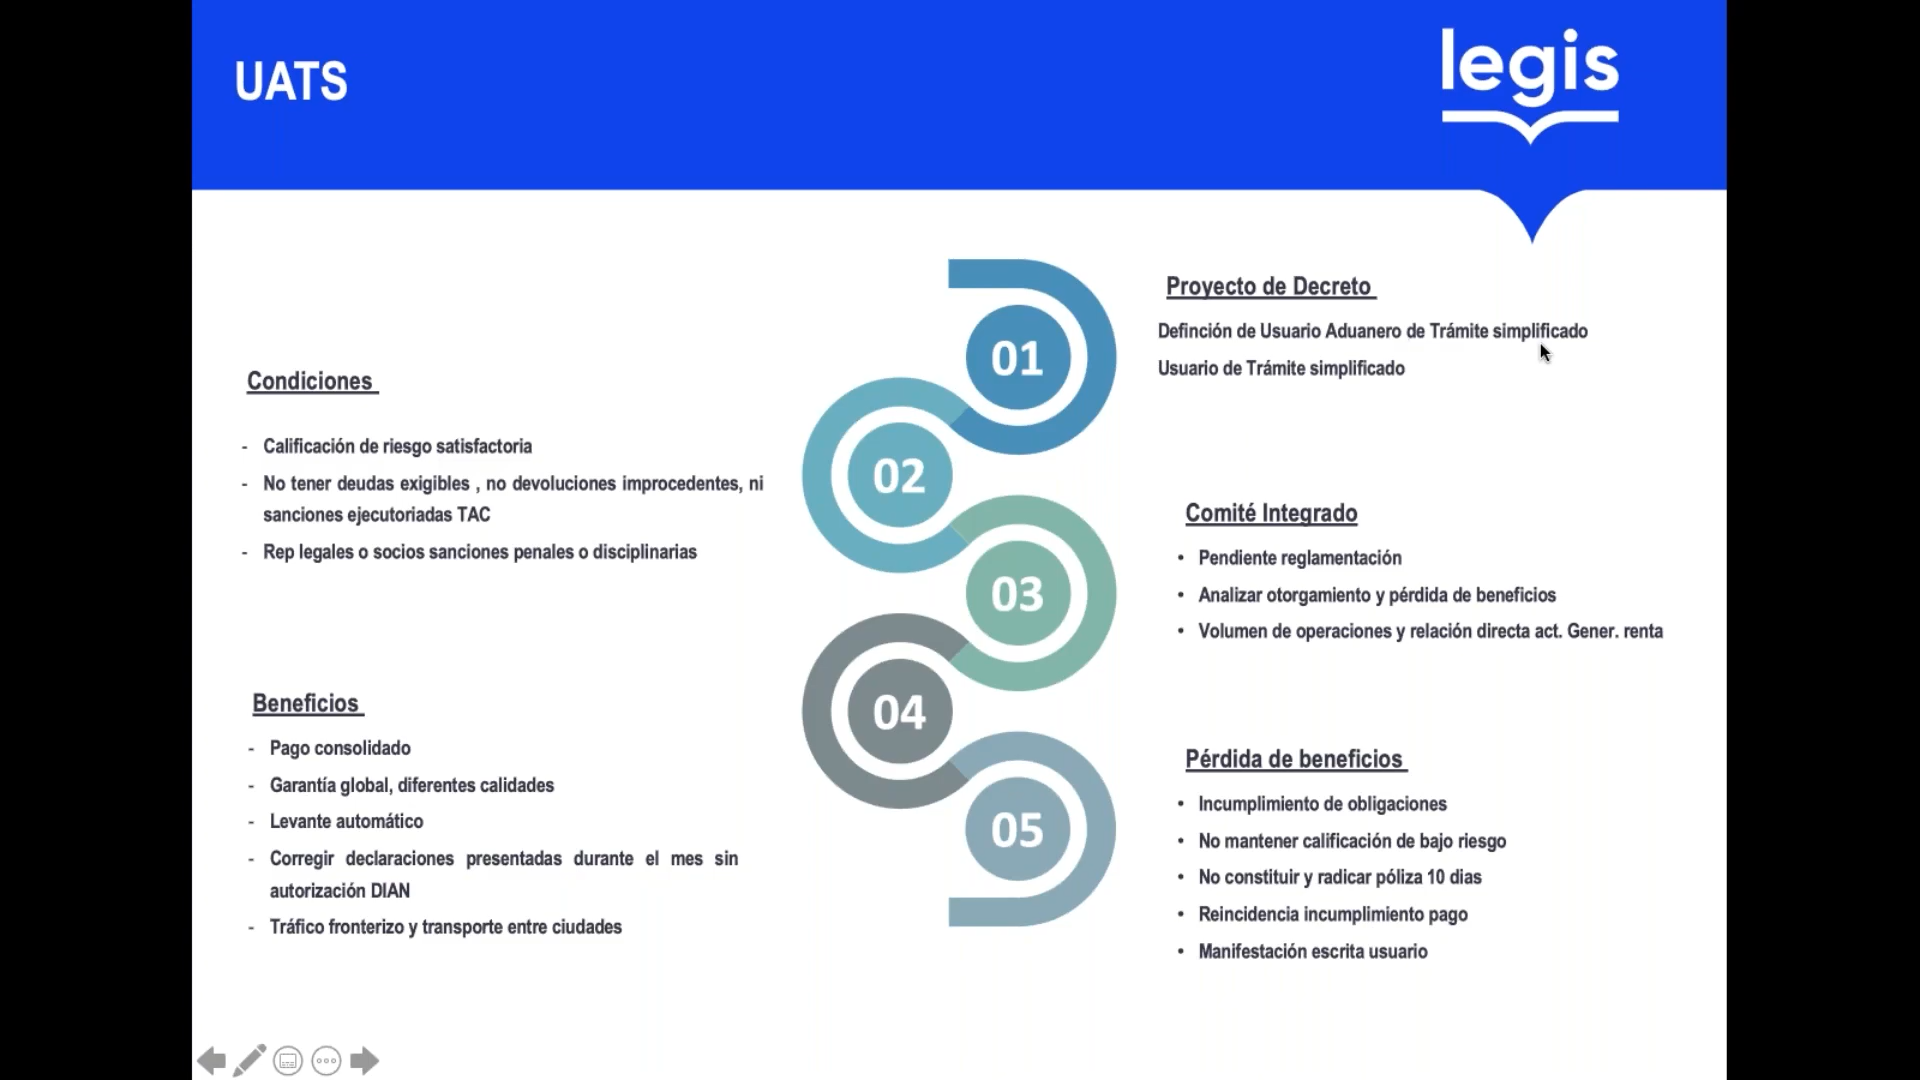 UATS
legis
01
Proyecto de Decreto
Definción de Usuario Aduanero de Trámite simplificado
Usuario de Trámite simplificado
02
Condiciones
- Calificación de riesgo satisfactoria
- No tener deudas exigibles , no devoluciones improcedentes, ni
sanciones ejecutoriadas TAC
- Rep legales o socios sanciones penales o disciplinarias
03
Comité Integrado
• Pendiente reglamentación
• Analizar otorgamiento y pérdida de beneficios
• Volumen de operaciones y relación directa act. Gener. renta
04
Beneficios
- Pago consolidado
- Garantía global, diferentes calidades
- Levante automático
- Corregir declaraciones presentadas durante el mes sin
autorización DIAN
- Tráfico fronterizo y transporte entre ciudades
05
Pérdida de beneficios
• Incumplimiento de obligaciones
• No mantener calificación de bajo riesgo
• No constituir y radicar póliza 10 dias
• Reincidencia incumplimiento pago
• Manifestación escrita usuario